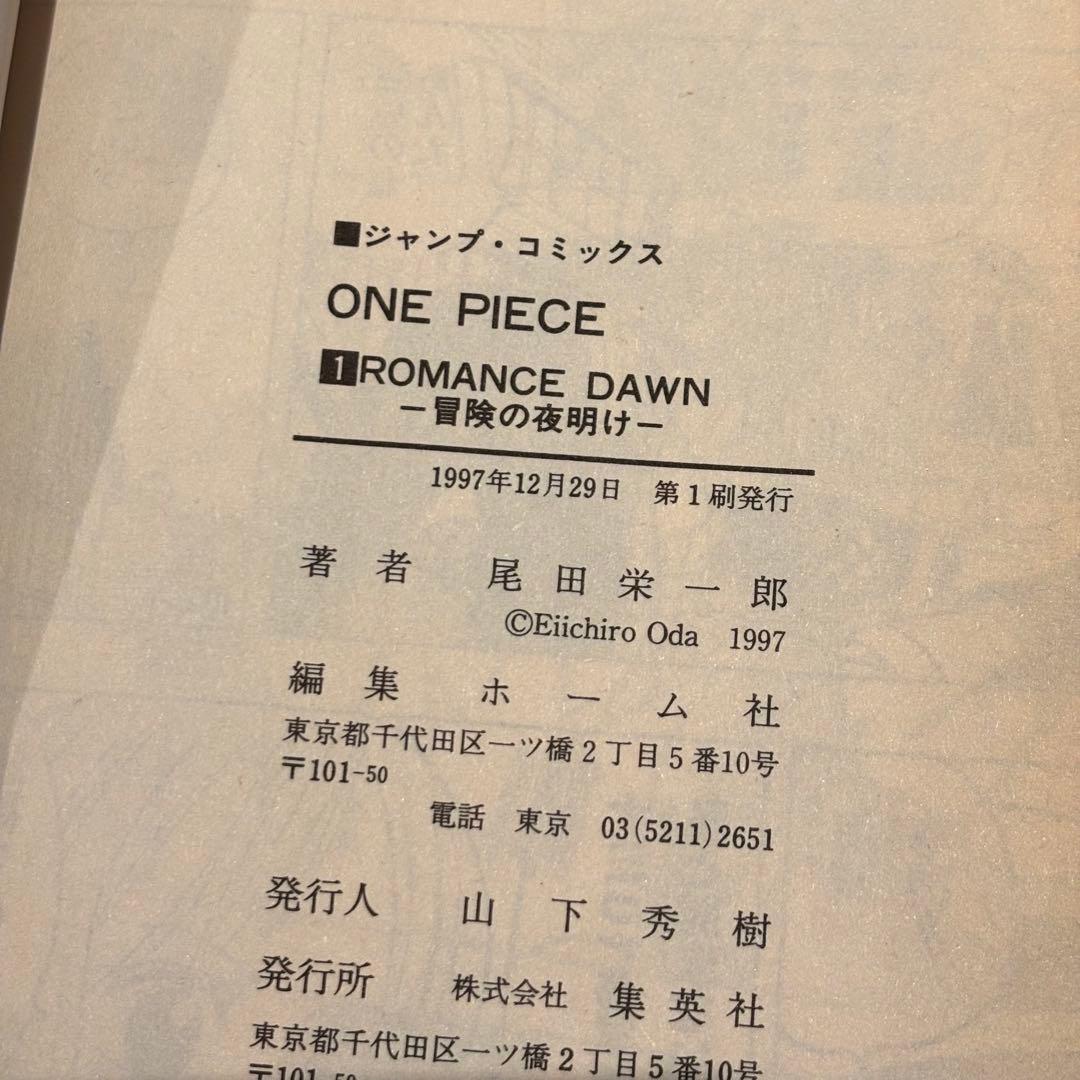 ■ジャンプ・コミックス
ONE PIECE
1 ROMANCE DAWN
―冒険の夜明け―
1997年12月29日 第1刷発行
著者 尾田栄一郎
©Eiichiro Oda 1997
編集 ホーム社
東京都千代田区一ツ橋2丁目5番10号
〒101-50
電話 東京 03(5211)2651
発行人 山下秀樹
発行所 株式会社 集英社
東京都千代田区一ツ橋2丁目5番10号
〒101-50